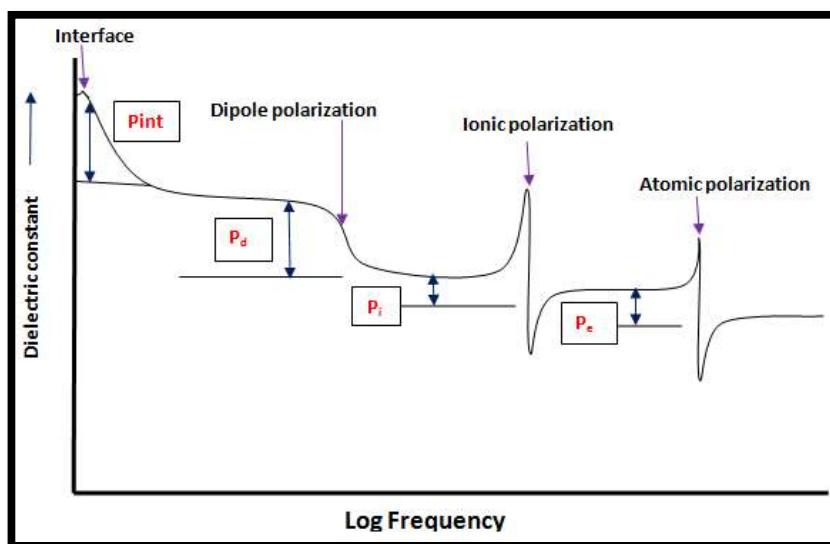 Interface
Pint
Dipole polarization
Ionic polarization
Atomic polarization
Pd
Pi
Pe
Dielectric constant
Log Frequency